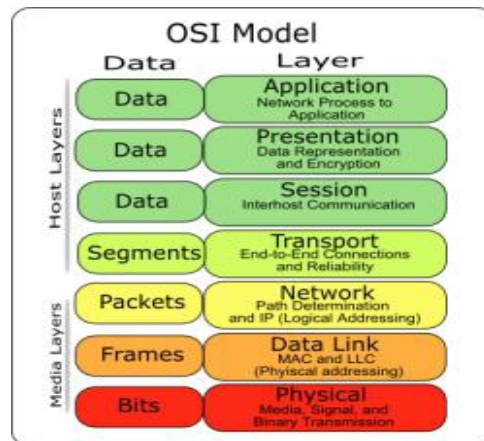 OSI Model
Data Layer
Host Layers
Data
Application
Network Process to
Application
Data
Presentation
Data Representation
and Encryption
Data
Session
Interhost Communication
Segments
Transport
End-to-End Connections
and Reliability
Media Layers
Packets
Network
Path Determination
and IP (Logical Addressing)
Frames
Data Link
MAC and LLC
(Phyiscal addressing)
Bits
Physical
Media, Signal, and
Binary Transmission